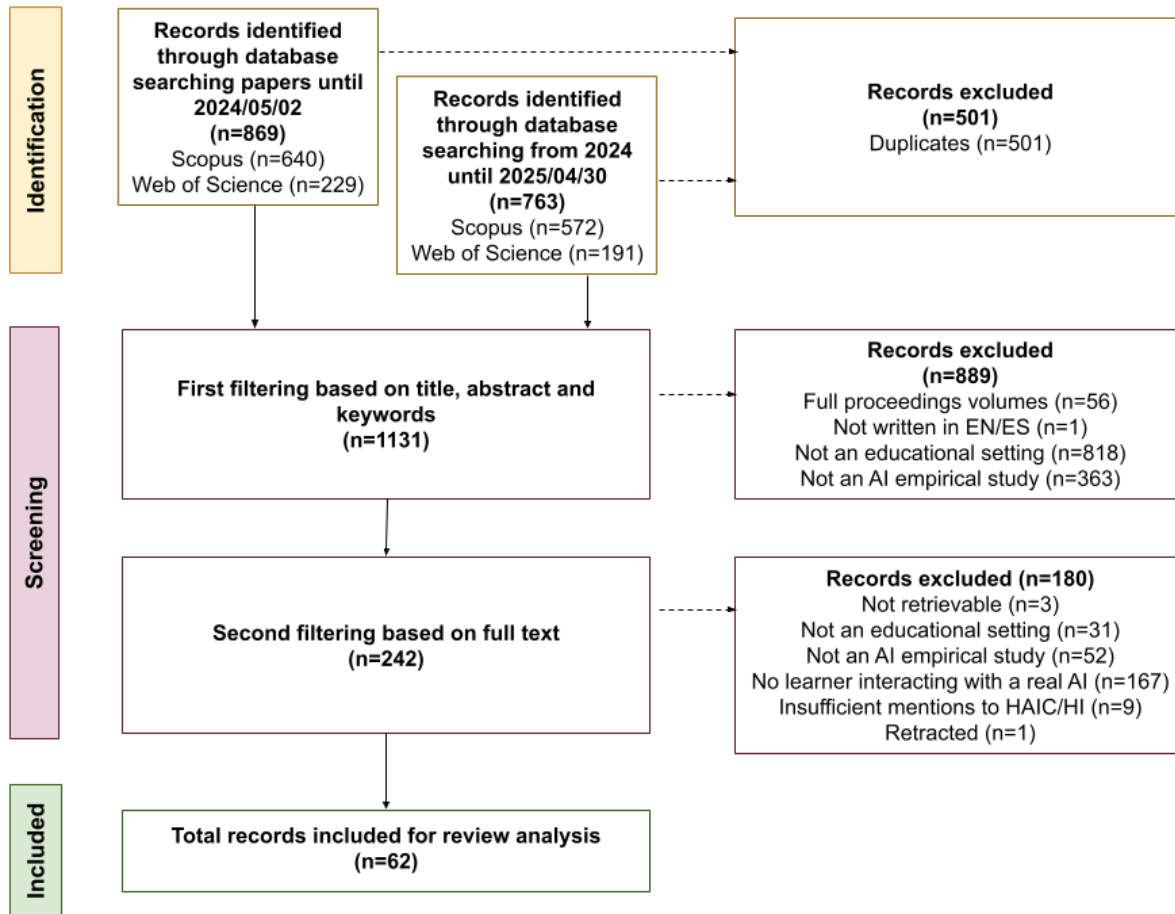 Identification
Records identified
through database
searching papers until
2024/05/02
(n=869)
Scopus (n=640)
Web of Science (n=229)
Records identified
through database
searching from 2024
until 2025/04/30
(n=763)
Scopus (n=572)
Web of Science (n=191)
Records excluded
(n=501)
Duplicates (n=501)
Screening
First filtering based on title, abstract and
keywords
(n=1131)
Records excluded
(n=889)
Full proceedings volumes (n=56)
Not written in EN/ES (n=1)
Not an educational setting (n=818)
Not an AI empirical study (n=363)
Second filtering based on full text
(n=242)
Records excluded (n=180)
Not retrievable (n=3)
Not an educational setting (n=31)
Not an AI empirical study (n=52)
No learner interacting with a real AI (n=167)
Insufficient mentions to HAIC/HI (n=9)
Retracted (n=1)
Included
Total records included for review analysis
(n=62)